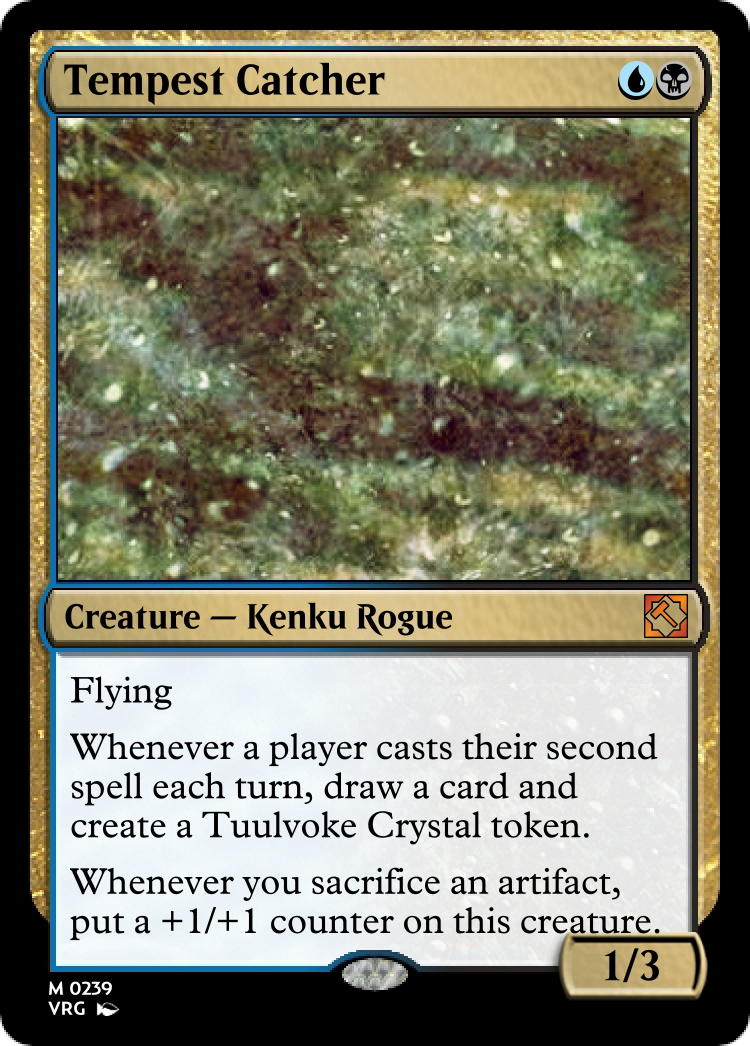 Tempest Catcher
Creature — Kenku Rogue
Flying
Whenever a player casts their second
spell each turn, draw a card and
create a Tuulvoke Crystal token.
Whenever you sacrifice an artifact,
put a +1/+1 counter on this creature.
1/3
M 0239
VRG